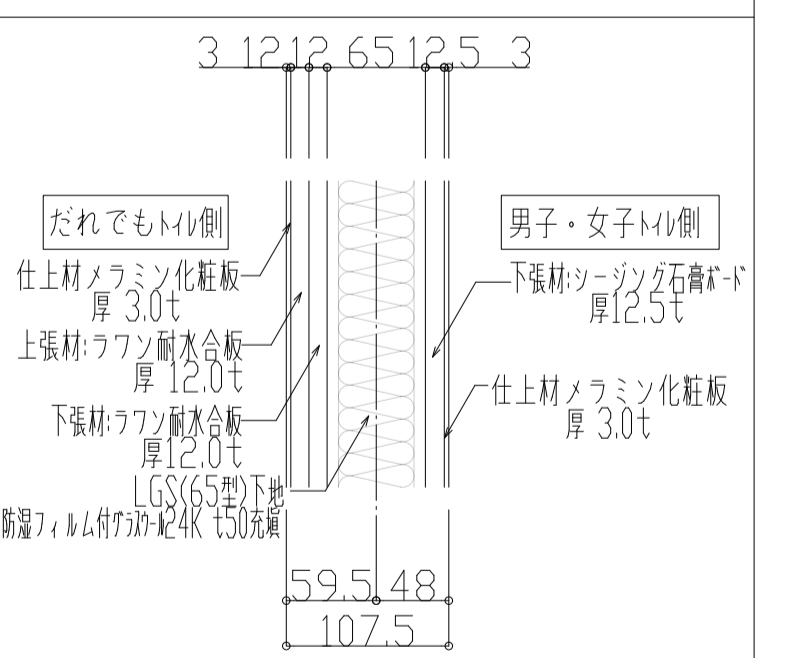 3 12 12 65 12.5 3
だれでもトイレ側
仕上材メラミン化粧板
厚 3.0t
上張材:ラワン耐水合板
厚 12.0t
下張材:ラワン耐水合板
厚12.0t
LGS(65型)下地
防湿フィルム付グラスウール24K t50充塡
男子・女子トイレ側
下張材:シージング石膏ボード
厚12.5t
仕上材メラミン化粧板
厚 3.0t
59.5 48
107.5